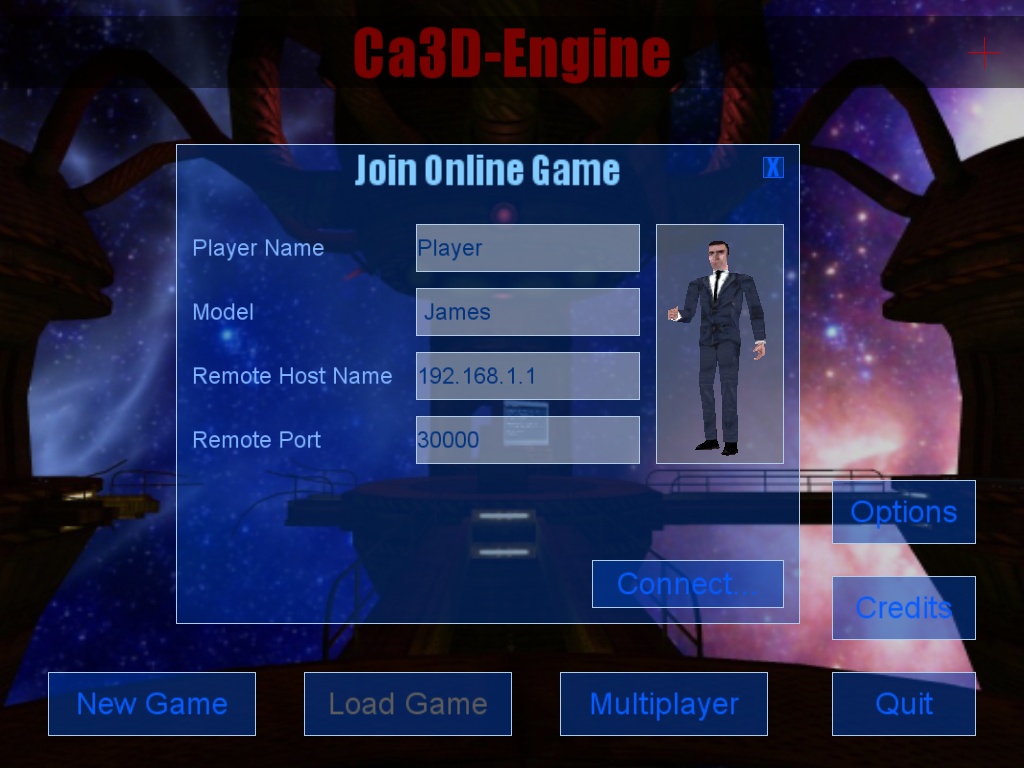 Ca3D-Engine
Join Online Game
X
Player Name
Player
Model
James
Remote Host Name
192.168.1.1
Remote Port
30000
Options
Connect...
Credits
New Game
Load Game
Multiplayer
Quit